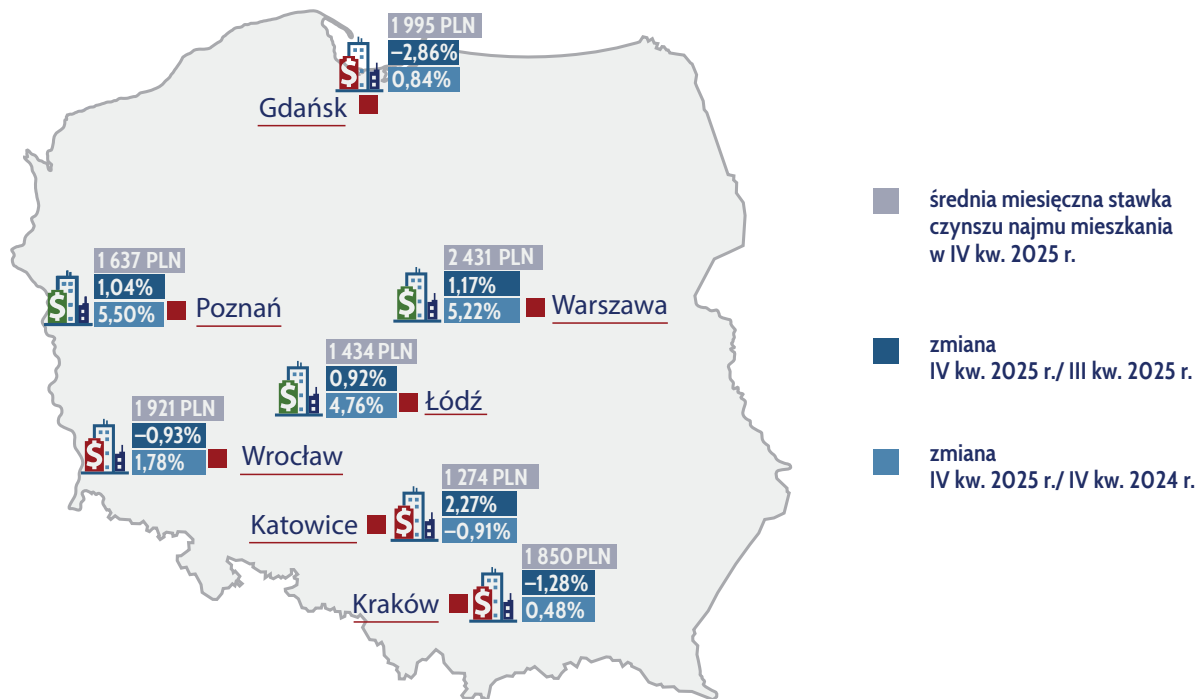 1 995 PLN
–2,86%
0,84%
$
Gdańsk
1 637 PLN
1,04%
5,50%
$
Poznań
2 431 PLN
1,17%
5,22%
$
Warszawa
1 434 PLN
0,92%
4,76%
$
Łódź
1 921 PLN
–0,93%
1,78%
$
Wrocław
1 274 PLN
2,27%
–0,91%
$
Katowice
1 850 PLN
–1,28%
0,48%
$
Kraków
średnia miesięczna stawka
czynszu najmu mieszkania
w IV kw. 2025 r.
zmiana
IV kw. 2025 r./ III kw. 2025 r.
zmiana
IV kw. 2025 r./ IV kw. 2024 r.